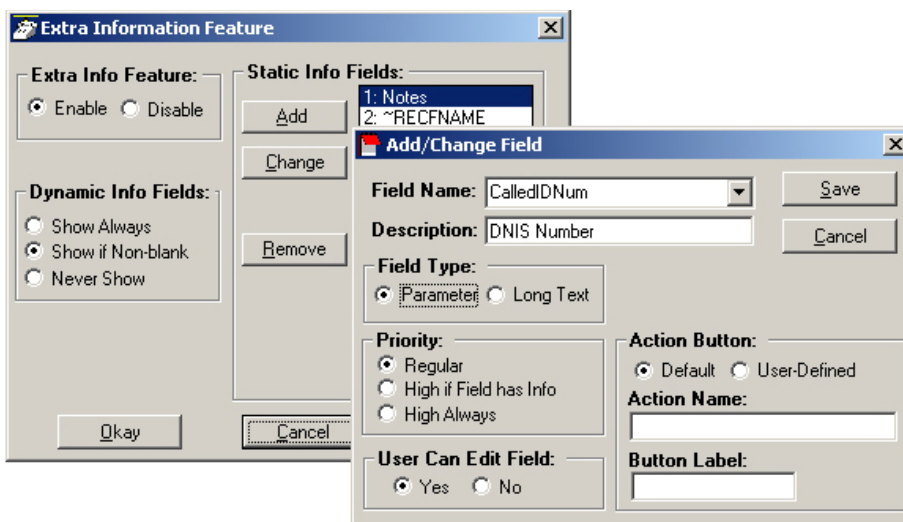 Extra Information Feature
Extra Info Feature:
Enable Disable
Dynamic Info Fields:
Show Always
Show if Non-blank
Never Show
Static Info Fields:
Add
Change
Remove
1: Notes
2: ~RECFNAME
Okay
Cancel
Add/Change Field
Field Name: CalledIDNum
Description: DNIS Number
Save
Cancel
Field Type:
Parameter Long Text
Priority:
Regular
High if Field has Info
High Always
User Can Edit Field:
Yes No
Action Button:
Default User-Defined
Action Name:
Button Label: